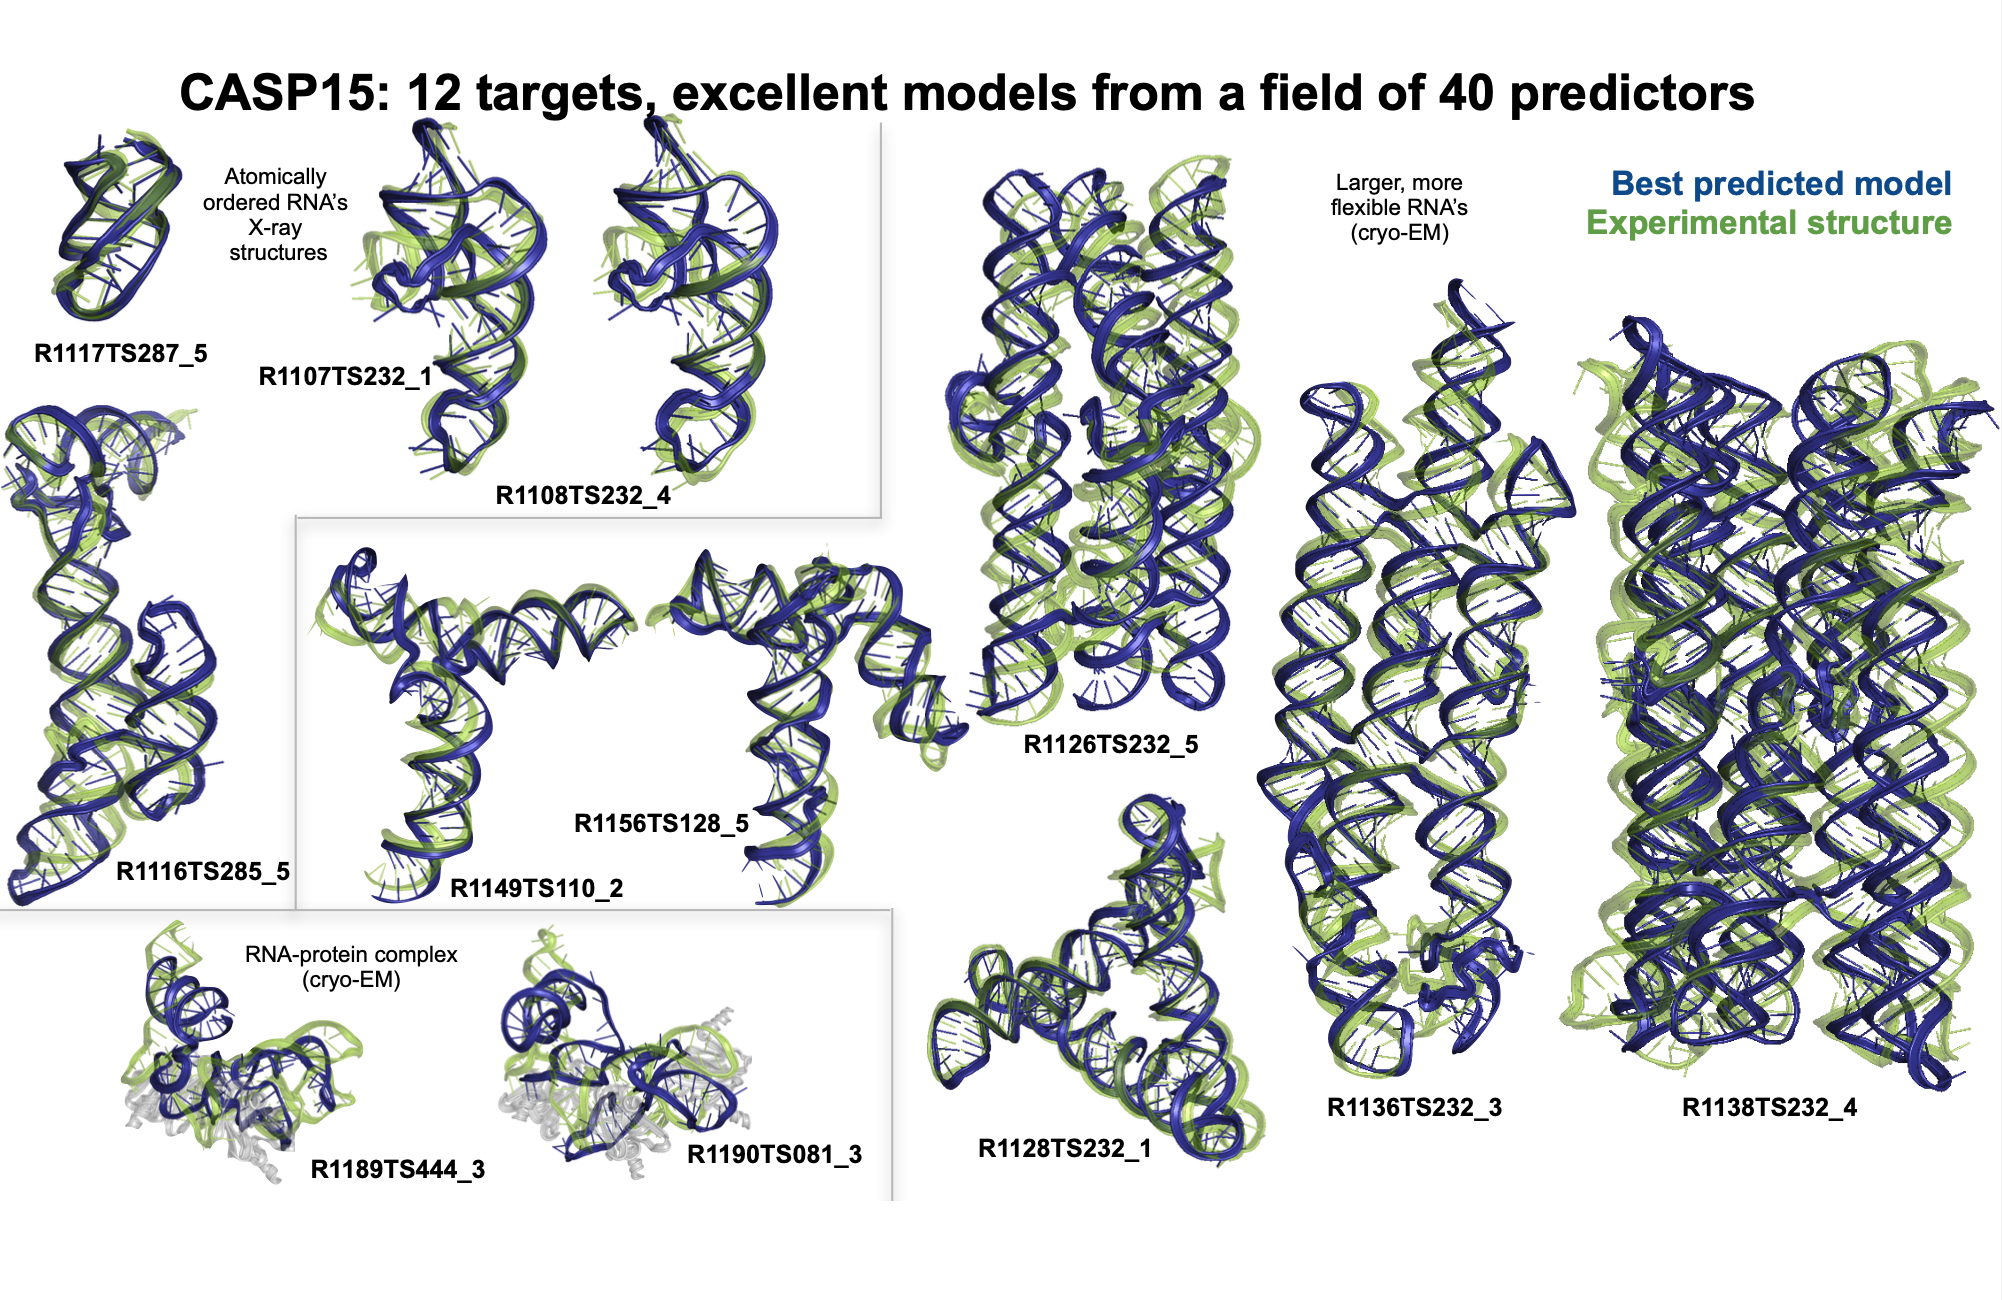 CASP15: 12 targets, excellent models from a field of 40 predictors
Atomically
ordered RNA’s
X-ray
structures
Larger, more
flexible RNA’s
(cryo-EM)
Best predicted model
Experimental structure
R1117TS287_5
R1107TS232_1
R1108TS232_4
R1126TS232_5
R1156TS128_5
R1116TS285_5
R1149TS110_2
RNA-protein complex
(cryo-EM)
R1136TS232_3
R1138TS232_4
R1128TS232_1
R1190TS081_3
R1189TS444_3